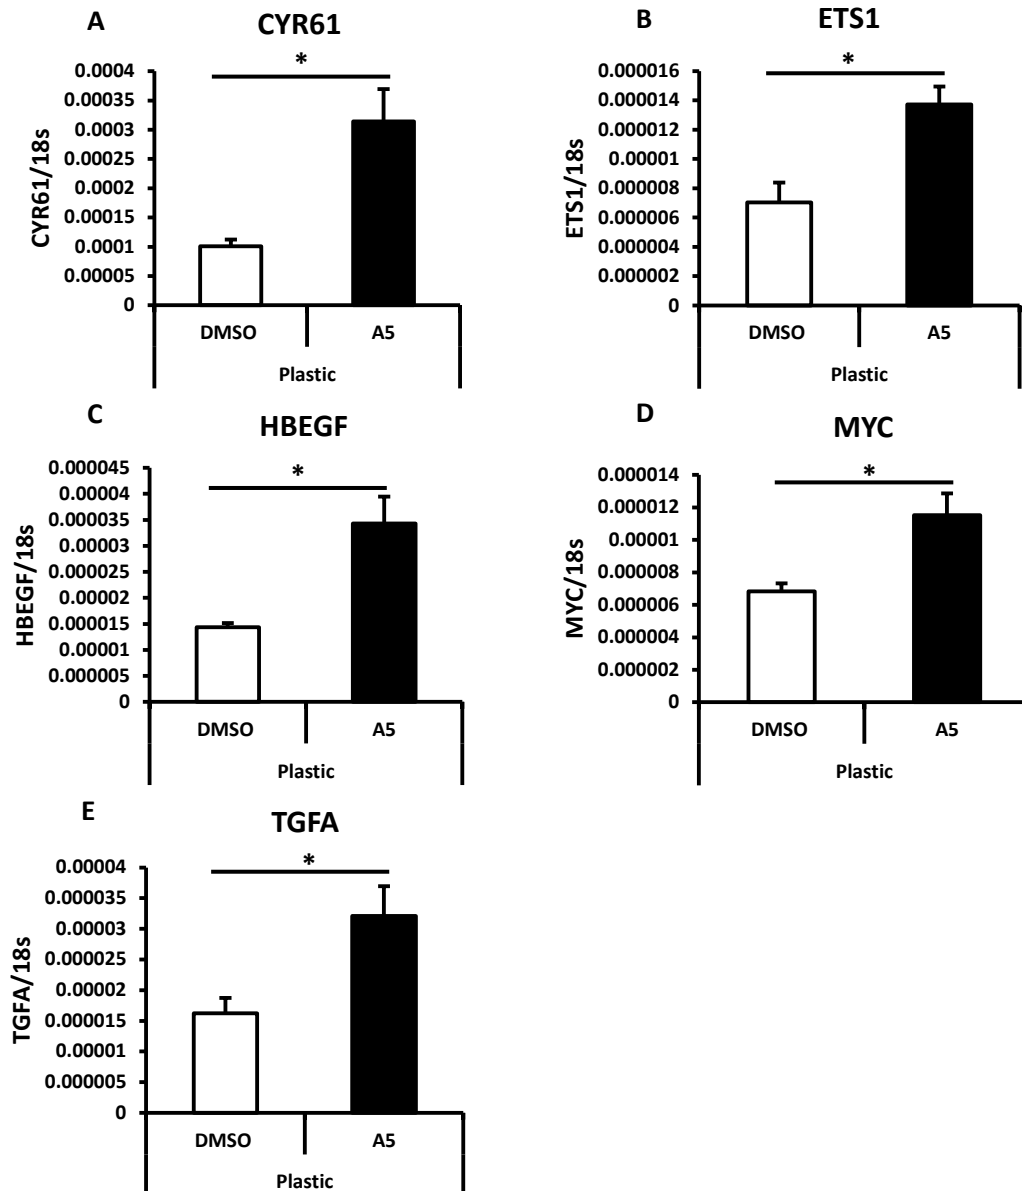 A
CYR61
*
CYR61/18s
0.0004
0.00035
0.0003
0.00025
0.0002
0.00015
0.0001
0.00005
0
DMSO
A5
Plastic
B
ETS1
*
ETS1/18s
0.000016
0.000014
0.000012
0.00001
0.000008
0.000006
0.000004
0.000002
0
DMSO
A5
Plastic
C
HBEGF
*
HBEGF/18s
0.000045
0.00004
0.000035
0.00003
0.000025
0.00002
0.000015
0.00001
0.000005
0
DMSO
A5
Plastic
D
MYC
*
MYC/18s
0.000014
0.000012
0.00001
0.000008
0.000006
0.000004
0.000002
0
DMSO
A5
Plastic
E
TGFA
*
TGFA/18s
0.00004
0.000035
0.00003
0.000025
0.00002
0.000015
0.00001
0.000005
0
DMSO
A5
Plastic